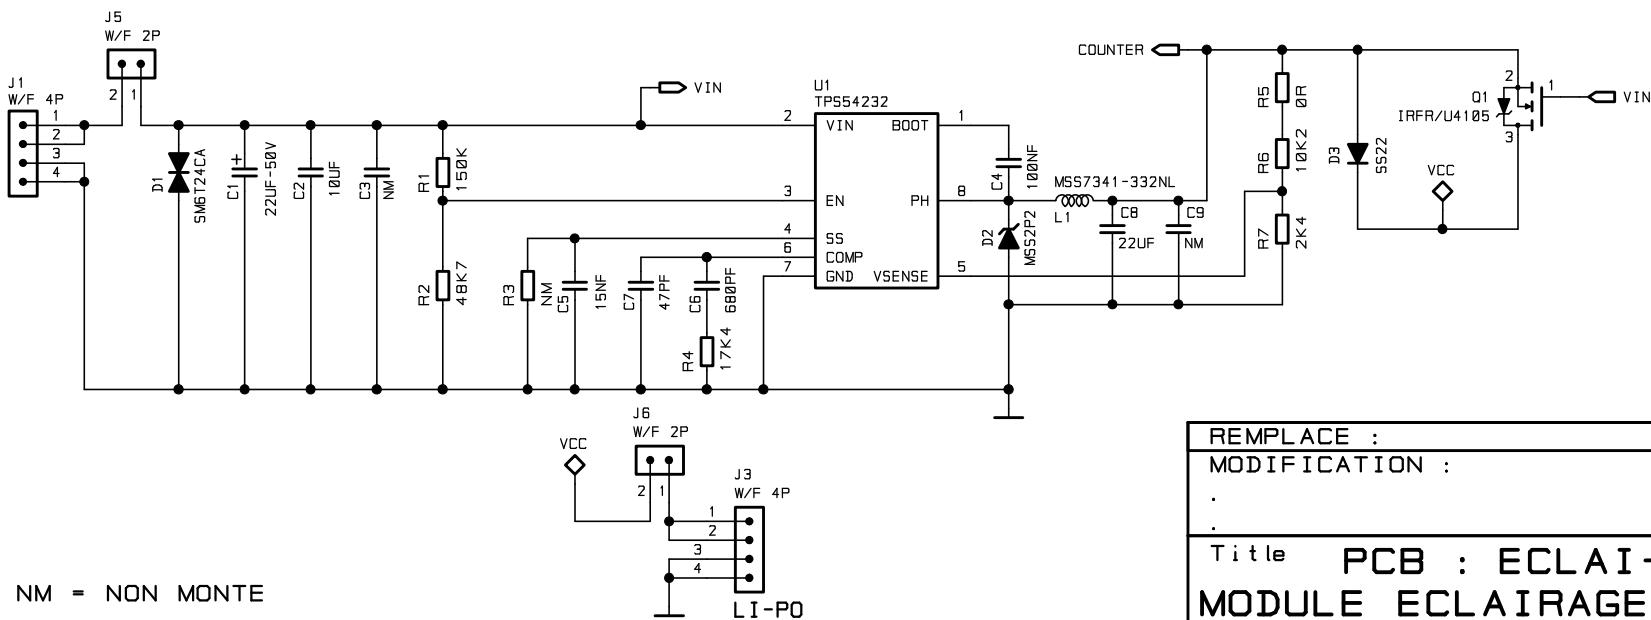 J5
W/F 2P
J1
W/F 4P
2 1
1
2
3
4
VIN
D1
SM6T24CA
C1
+
22UF-50V
C2
10UF
C3
NM
R1
150K
R2
48K7
R3
NM
C5
15NF
C7
47PF
C6
680PF
R4
17K4
U1
TPS54232
2 VIN
3 EN
4 SS
6 COMP
7 GND
BOOT 1
PH 8
VSENSE 5
C4
100NF
D2
MSS2P2
MSS7341-332NL
L1
C8
22UF
C9
NM
COUNTER
R5
0R
R6
10K2
R7
2K4
D3
SS22
VCC
Q1
IRFR/U4105
2
1
3
VIN
VCC
J6
W/F 2P
2 1
J3
W/F 4P
1
2
3
4
LI-PO
NM = NON MONTE
REMPLACE :
MODIFICATION :
.
.
Title PCB : ECLAI-
MODULE ECLAIRAGE